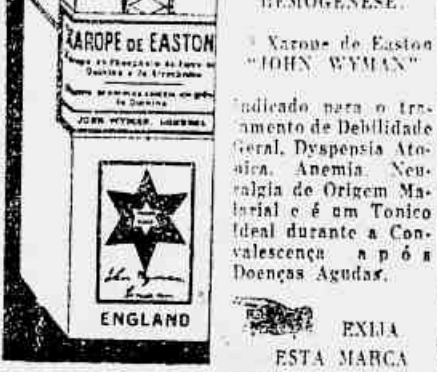 HEMOGENESE.
XAROPE DE EASTON
JOHN WYMAN, LONDRES
ENGLAND
Xarope de Easton
"JOHN WYMAN"
Indicado para o tra-
tamento de Debilidade
Geral, Dyspepsia Ato-
nica, Anemia, Neu-
ralgia de Origem Ma-
larial e é um Tonico
Ideal durante a Con-
valescença após
Doenças Agudas.
EXIJA
ESTA MARCA